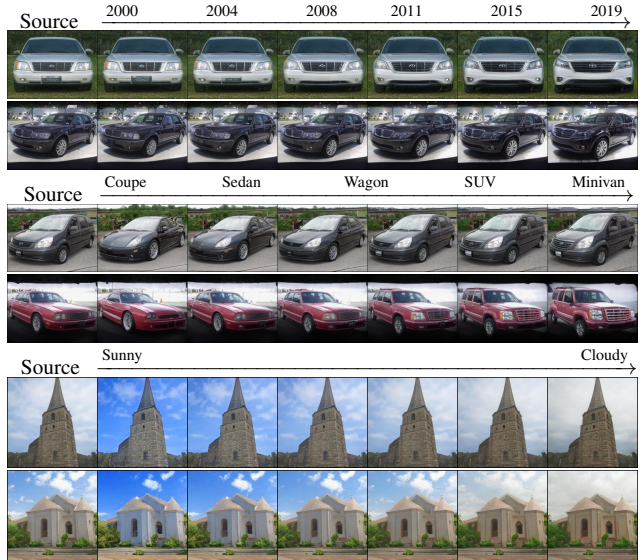 Source 2000 2004 2008 2011 2015 2019
Source Coupe Sedan Wagon SUV Minivan
Source Sunny Cloudy